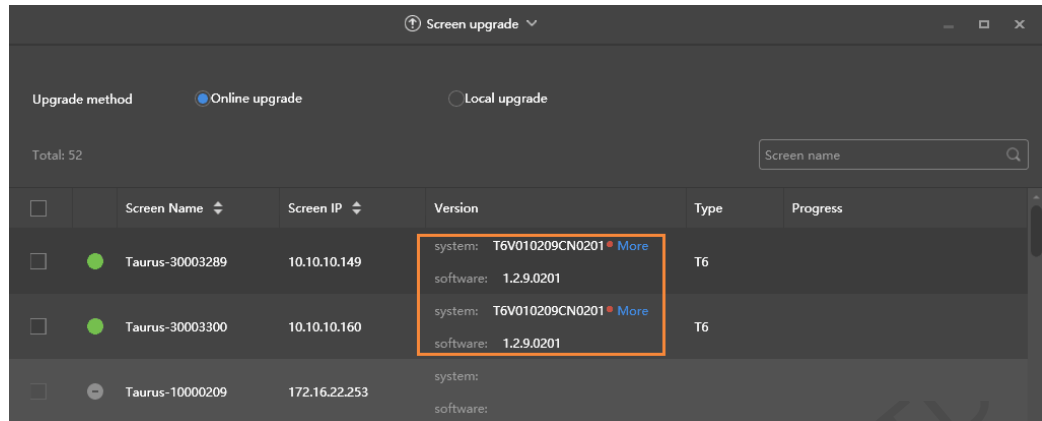 Screen upgrade
Upgrade method Online upgrade Local upgrade
Total: 52 Screen name
Screen Name Screen IP Version Type Progress
system: T6V010209CN0201 More
Taurus-30003289 10.10.10.149 T6
software: 1.2.9.0201
system: T6V010209CN0201 More
Taurus-30003300 10.10.10.160 T6
software: 1.2.9.0201
system:
Taurus-10000209 172.16.22.253
software: